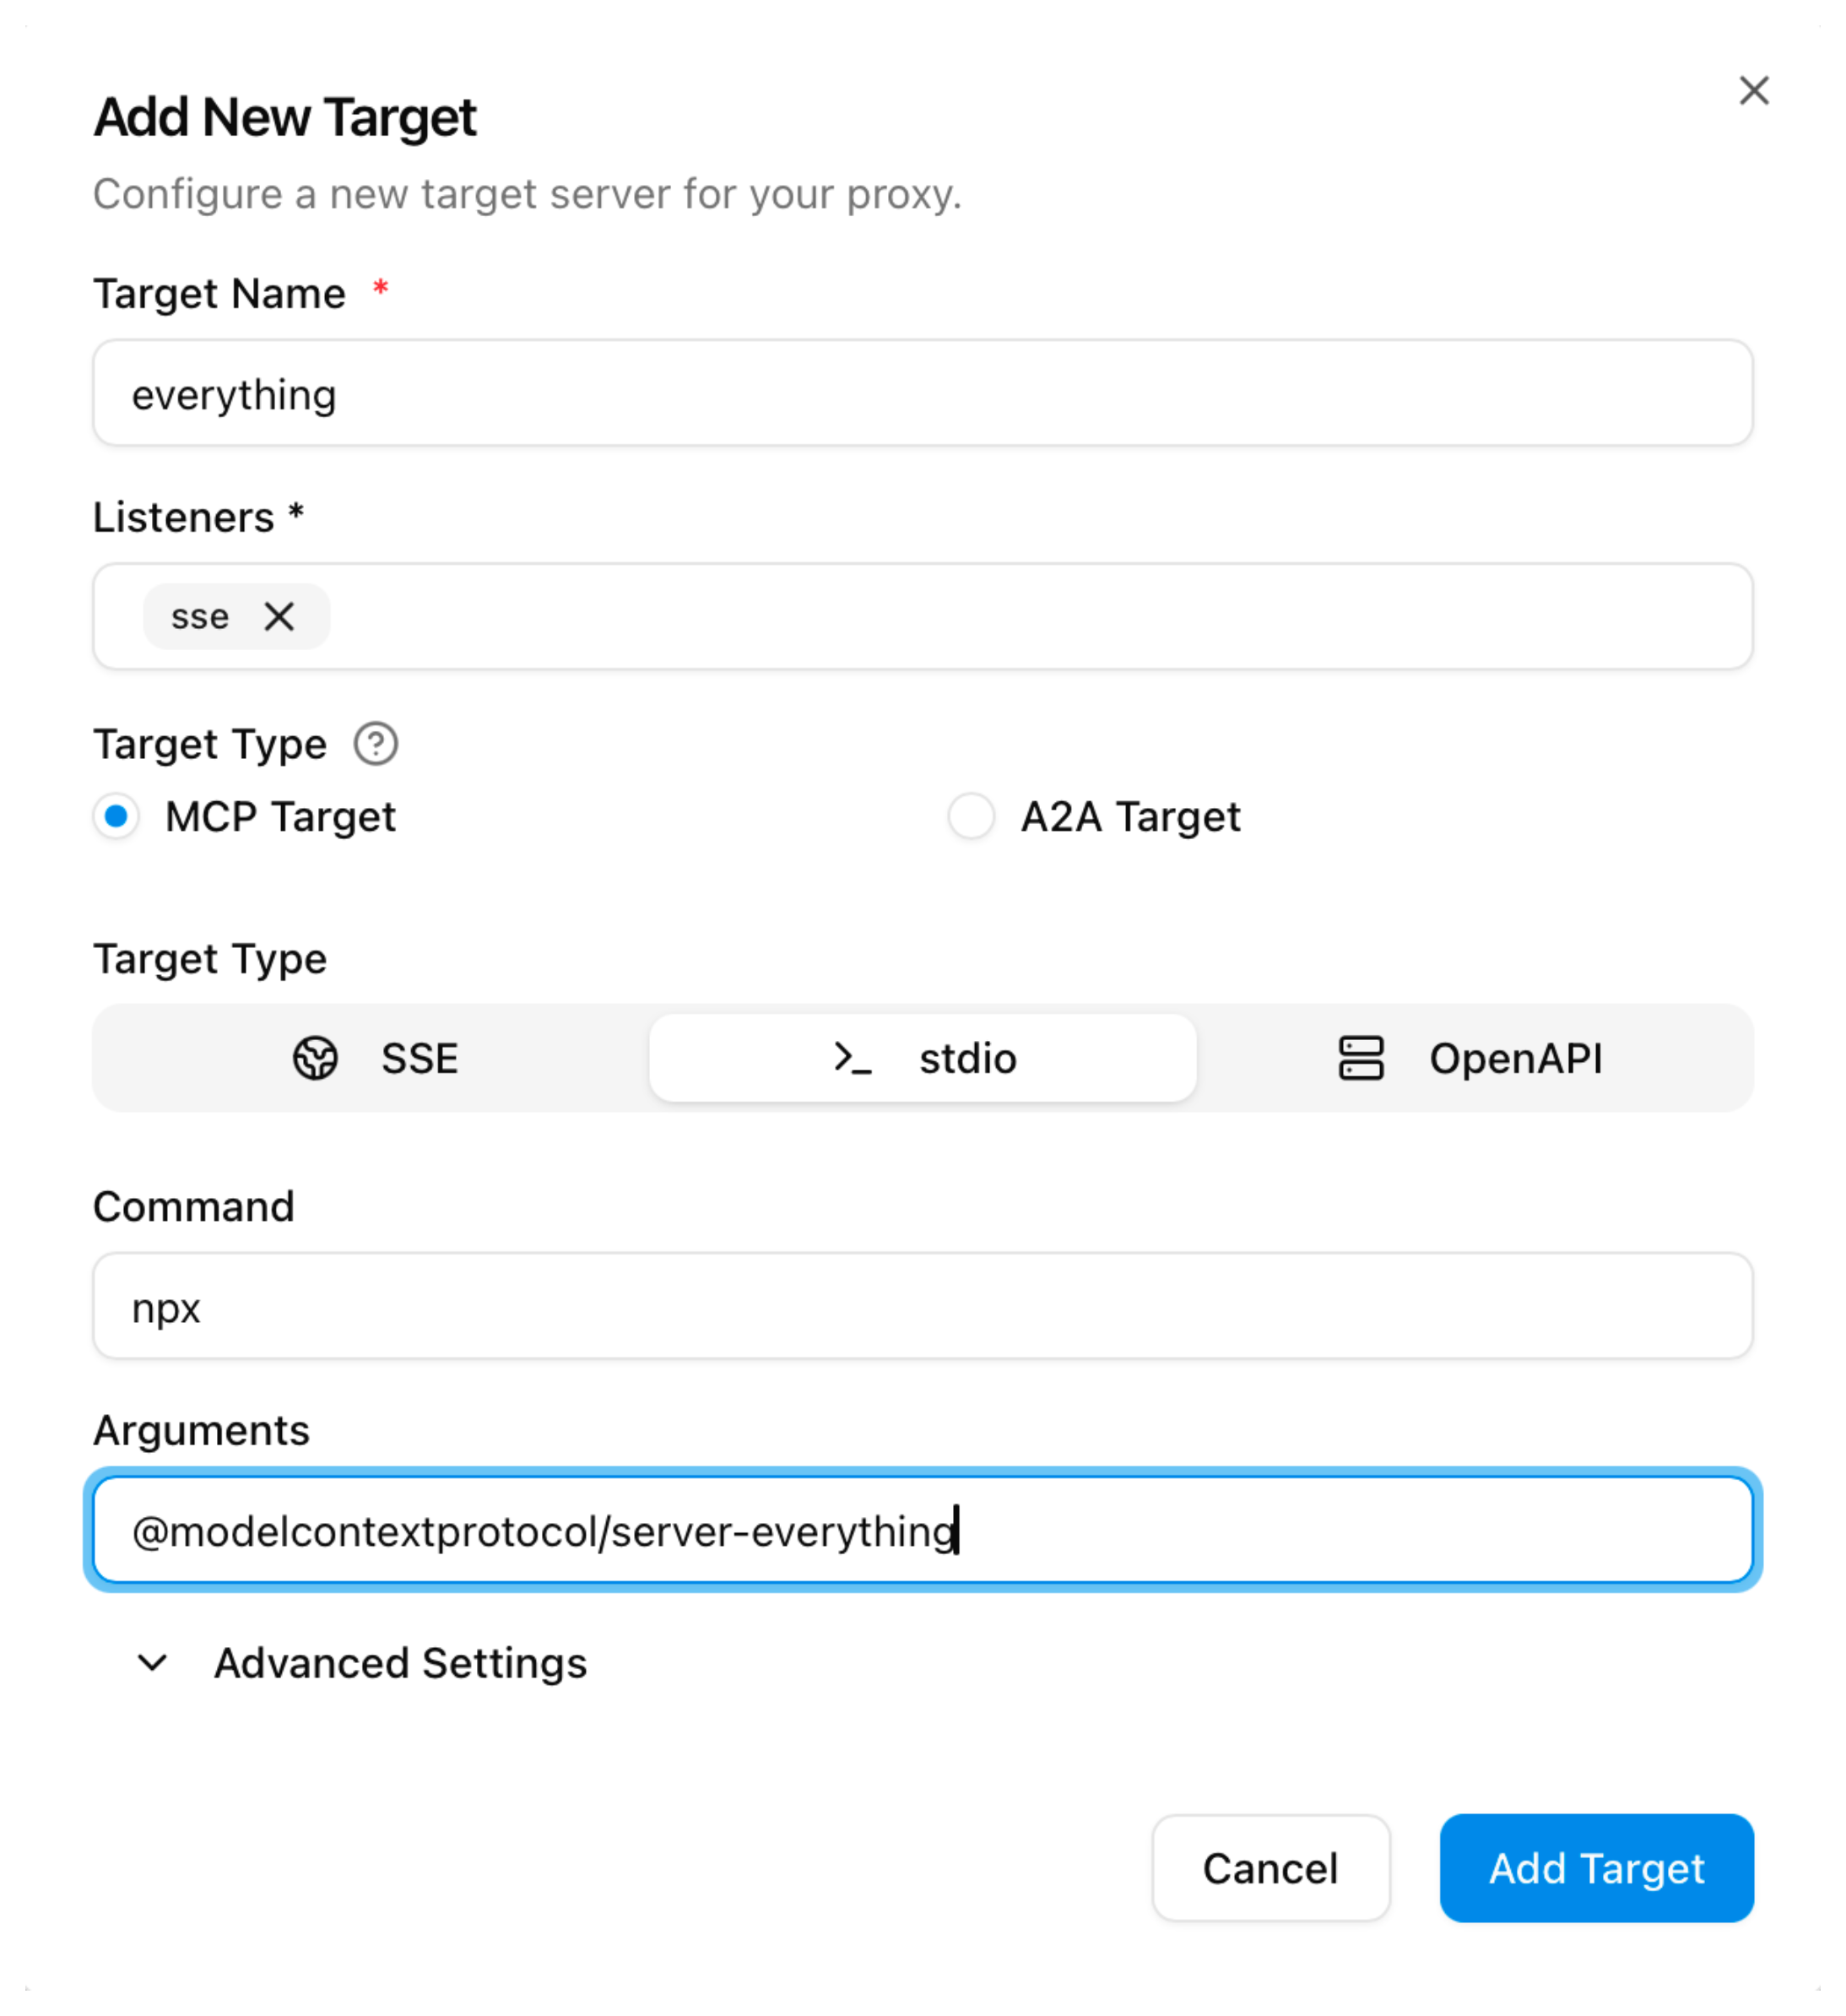 Add New Target
Configure a new target server for your proxy.
Target Name *
everything
Listeners *
sse
Target Type
MCP Target A2A Target
Target Type
SSE >_ stdio OpenAPI
Command
npx
Arguments
@modelcontextprotocol/server-everything
Advanced Settings
Cancel Add Target